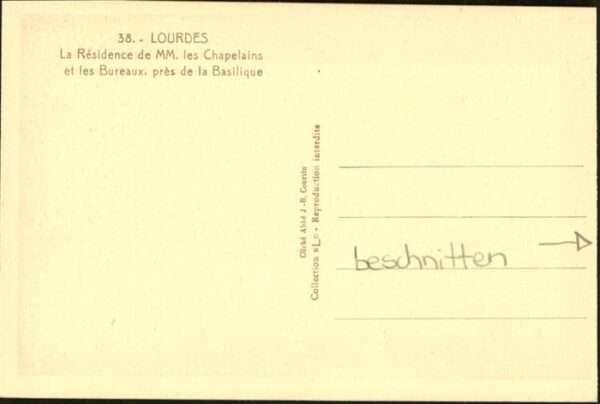 38. - LOURDES
La Résidence de MM. les Chapelains
et les Bureaux, près de la Basilique
Cliché Abbé J.-B. Courtin
Collection "L" - Reproduction interdite
beschnitten →